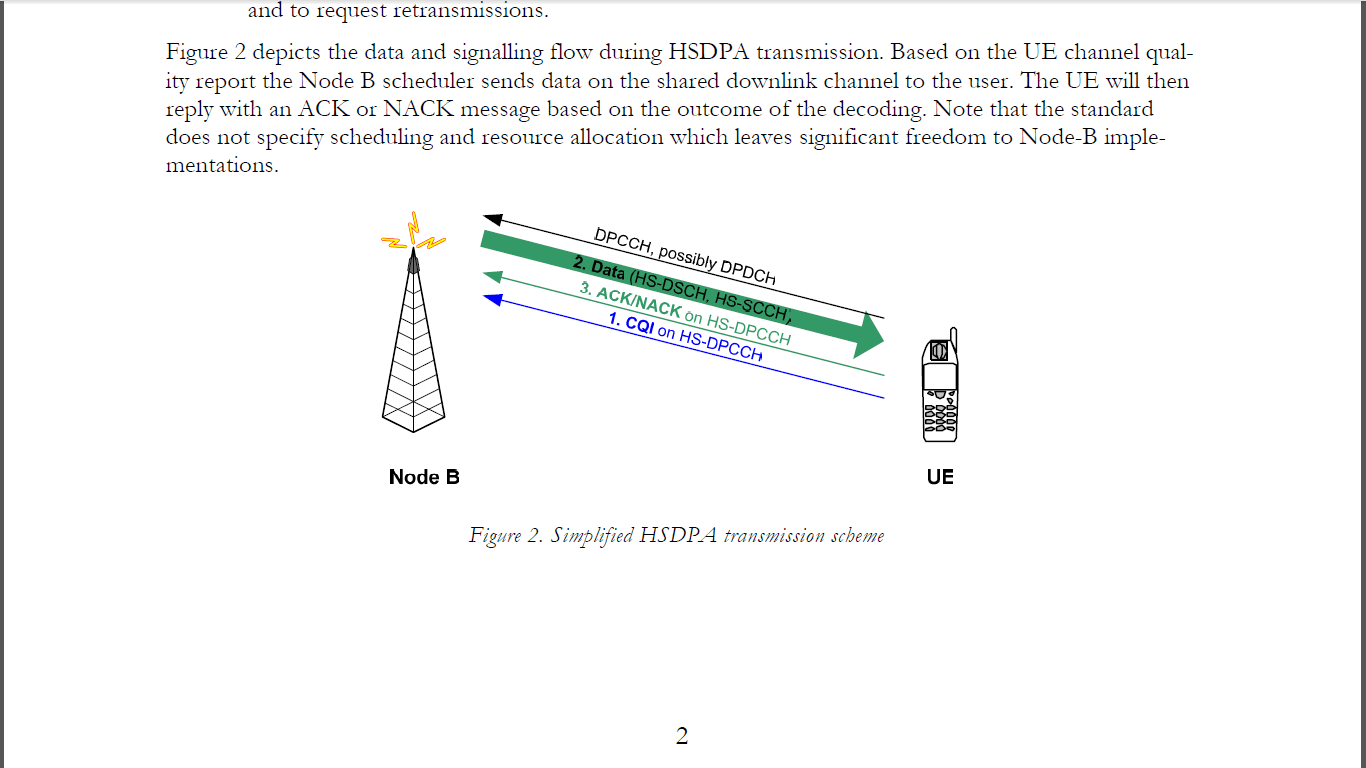 and to request retransmissions.
Figure 2 depicts the data and signalling flow during HSDPA transmission. Based on the UE channel qual-
ity report the Node B scheduler sends data on the shared downlink channel to the user. The UE will then
reply with an ACK or NACK message based on the outcome of the decoding. Note that the standard
does not specify scheduling and resource allocation which leaves significant freedom to Node-B imple-
mentations.
DPCCH, possibly DPDCH
2. Data (HS-DSCH, HS-SCCH,
3. ACK/NACK on HS-DPCCH
1. CQI on HS-DPCCH
Node B
UE
Figure 2. Simplified HSDPA transmission scheme
2